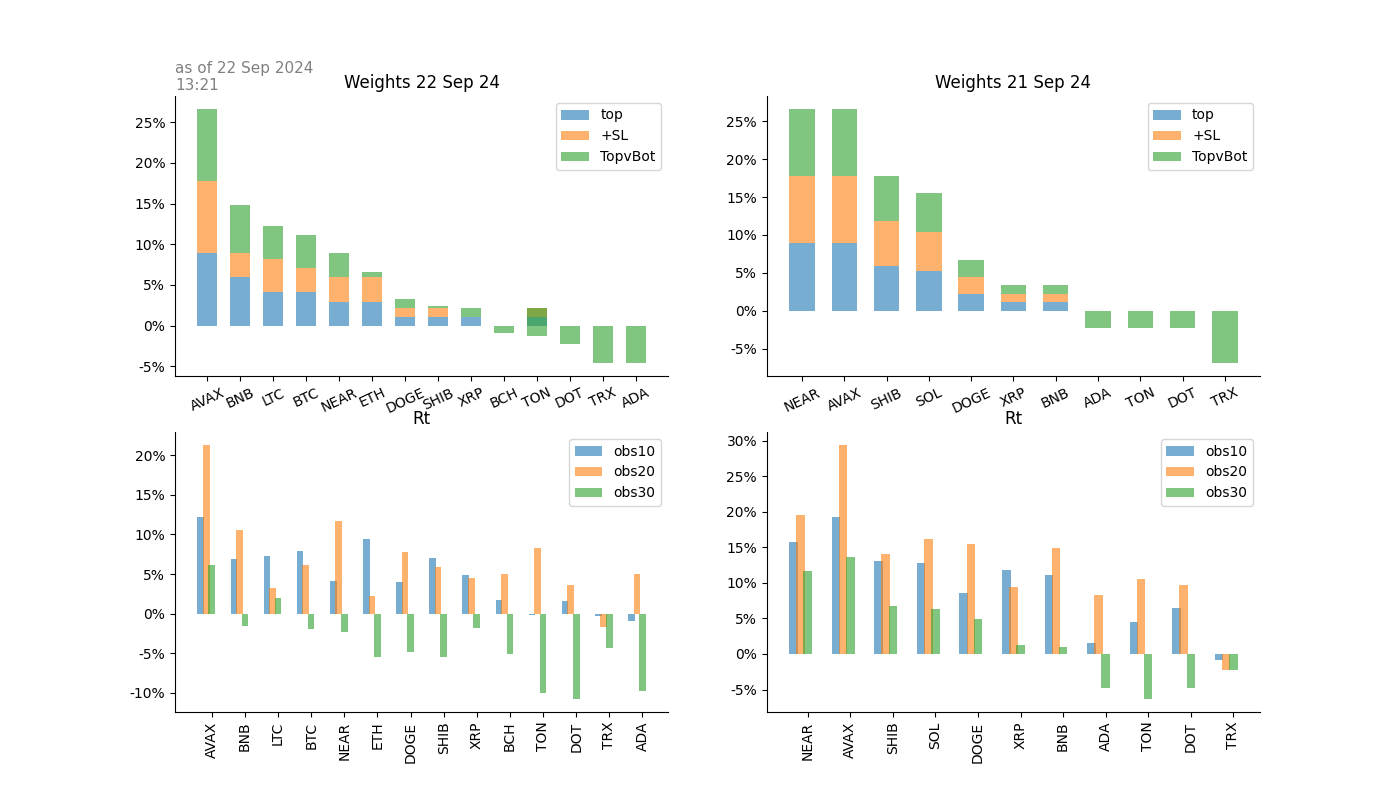 as of 22 Sep 2024
13:21
Weights 22 Sep 24
25%
20%
15%
10%
5%
0%
-5%
top
+SL
TopvBot
AVAX BNB LTC BTC NEAR ETH DOGE SHIB XRP BCH TON DOT TRX ADA
Weights 21 Sep 24
25%
20%
15%
10%
5%
0%
-5%
top
+SL
TopvBot
NEAR AVAX SHIB SOL DOGE XRP BNB ADA TON DOT TRX
Rt
20%
15%
10%
5%
0%
-5%
-10%
obs10
obs20
obs30
AVAX BNB LTC BTC NEAR ETH DOGE SHIB XRP BCH TON DOT TRX ADA
Rt
30%
25%
20%
15%
10%
5%
0%
-5%
obs10
obs20
obs30
NEAR AVAX SHIB SOL DOGE XRP BNB ADA TON DOT TRX